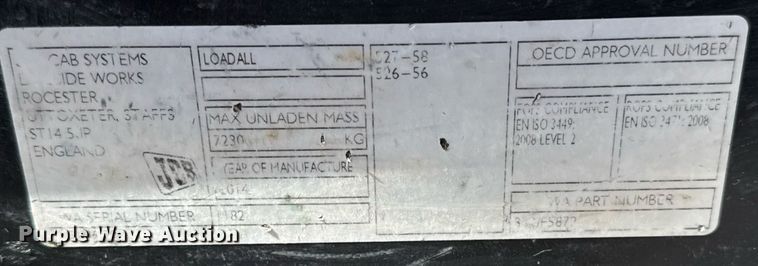 CAB SYSTEMS
WORKS
ROCESTER
UTTOXETER, STAFFS
ST14 5JP
ENGLAND
JCB
SERIAL NUMBER
LOADALL
MAX UNLADEN MASS
7230 KG
YEAR OF MANUFACTURE
2014
527-58
526-56
OECD APPROVAL NUMBER
ROPS COMPLIANCE
EN ISO 3449:
2008 LEVEL 2
ROPS COMPLIANCE
EN ISO 3471: 2008
PART NUMBER
Purple Wave Auction